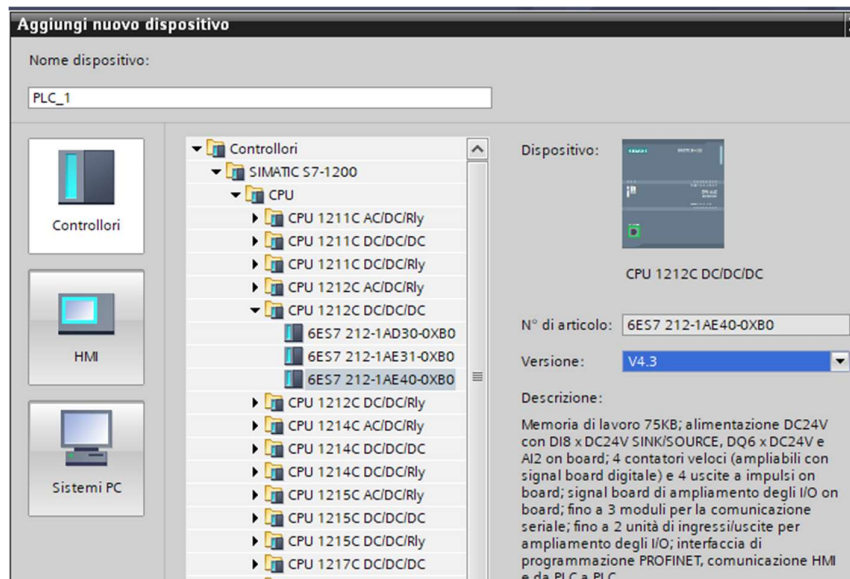 Aggiungi nuovo dispositivo
Nome dispositivo:
PLC_1
Controllori
HMI
Sistemi PC
Controllori
SIMATIC S7-1200
CPU
CPU 1211C AC/DC/Rly
CPU 1211C DC/DC/DC
CPU 1211C DC/DC/Rly
CPU 1212C AC/DC/Rly
CPU 1212C DC/DC/DC
6ES7 212-1AD30-0XB0
6ES7 212-1AE31-0XB0
6ES7 212-1AE40-0XB0
CPU 1212C DC/DC/Rly
CPU 1214C AC/DC/Rly
CPU 1214C DC/DC/DC
CPU 1214C DC/DC/Rly
CPU 1215C AC/DC/Rly
CPU 1215C DC/DC/DC
CPU 1215C DC/DC/Rly
CPU 1217C DC/DC/DC
Dispositivo:
CPU 1212C DC/DC/DC
N° di articolo: 6ES7 212-1AE40-0XB0
Versione: V4.3
Descrizione:
Memoria di lavoro 75KB; alimentazione DC24V
con DI8 x DC24V SINK/SOURCE, DQ6 x DC24V e
AI2 on board; 4 contatori veloci (ampliabili con
signal board digitale) e 4 uscite a impulsi on
board; signal board di ampliamento degli I/O on
board; fino a 3 moduli per la comunicazione
seriale; fino a 2 unità di ingressi/uscite per
ampliamento degli I/O; interfaccia di
programmazione PROFINET, comunicazione HMI
e da PLC a PLC